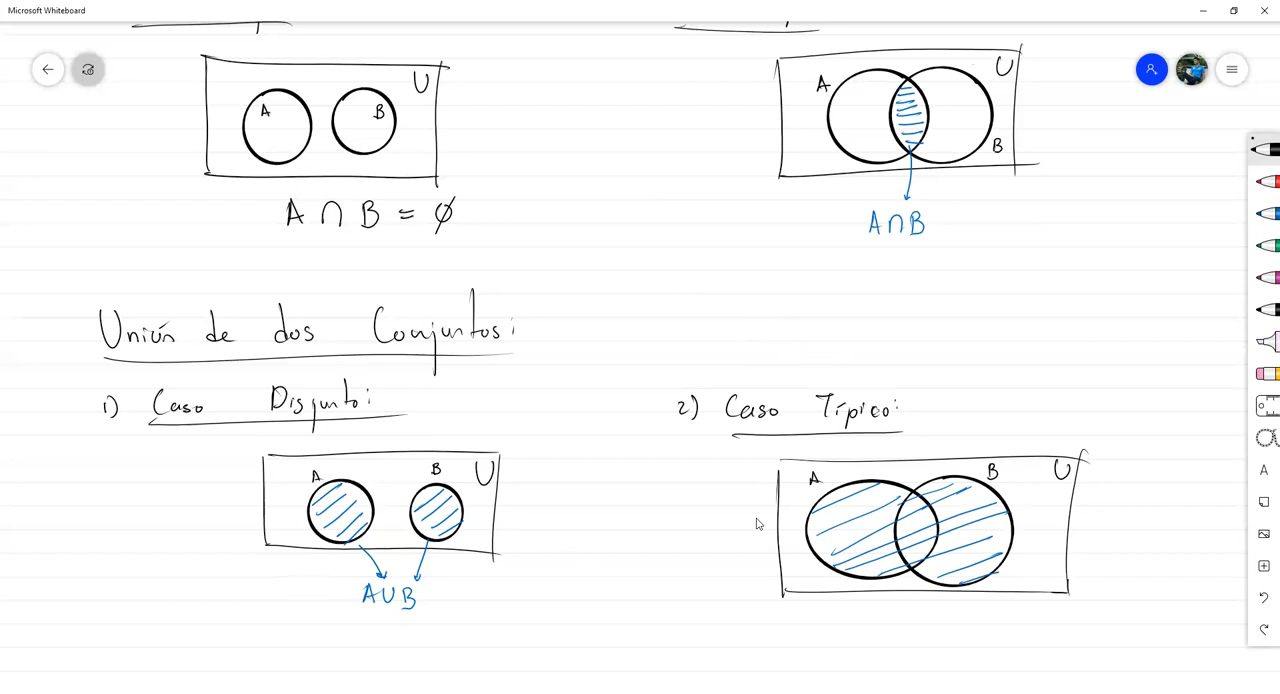 Microsoft Whiteboard
U
A
B
A ∩ B = ∅
U
A
B
A∩B
Unión de dos Conjuntos:
1) Caso Disjunto:
A
B
U
A∪B
2) Caso Típico:
A
B
U